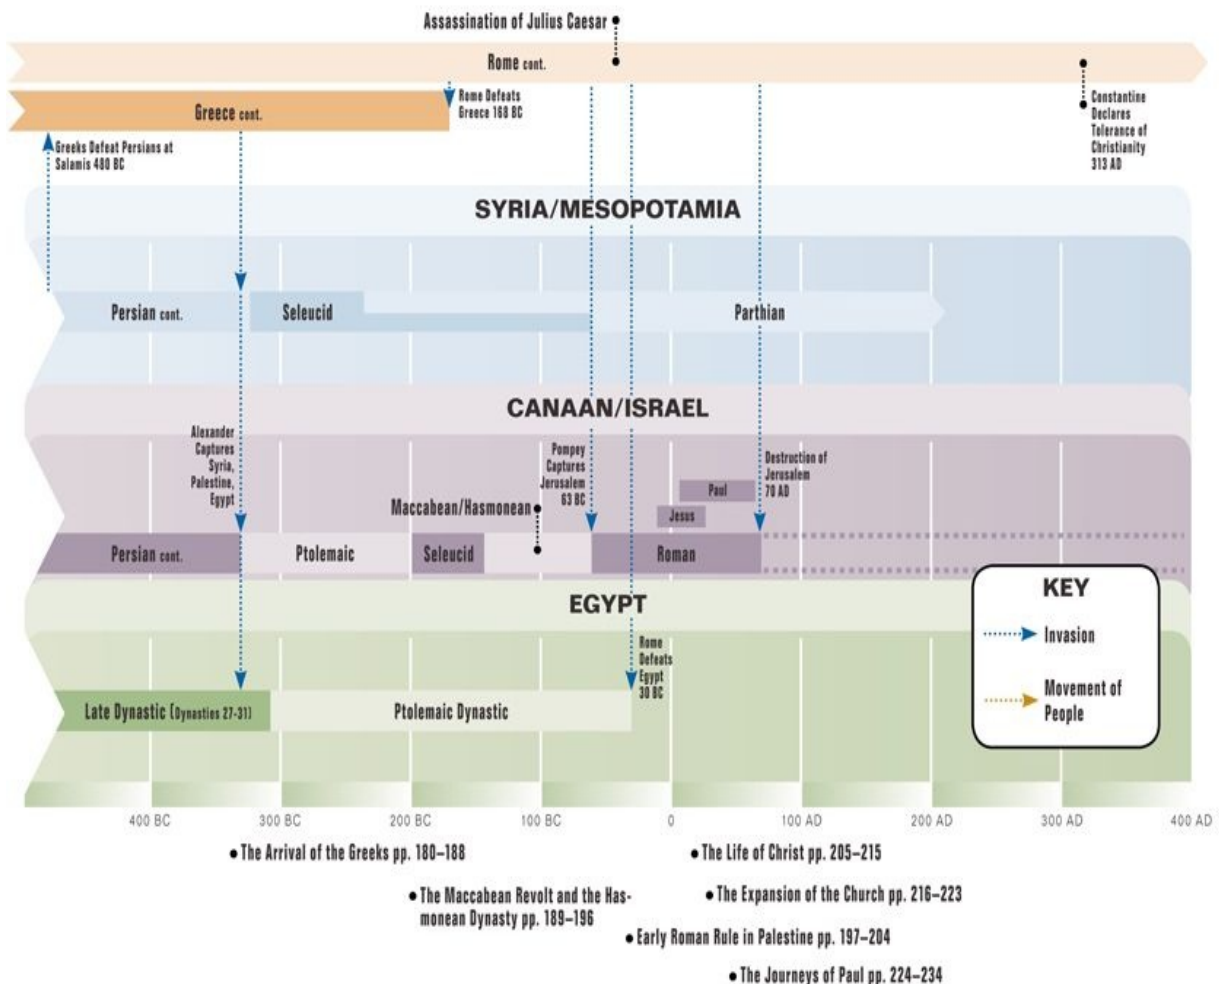 Assassination of Julius Caesar
Rome cont.
Greece cont.
Rome Defeats
Greece 168 BC
Constantine
Declares
Tolerance of
Christianity
313 AD
Greeks Defeat Persians at
Salamis 480 BC
SYRIA/MESOPOTAMIA
Persian cont.
Seleucid
Parthian
CANAAN/ISRAEL
Alexander
Captures
Syria,
Palestine,
Egypt
Pompey
Captures
Jerusalem
63 BC
Destruction of
Jerusalem
70 AD
Paul
Jesus
Maccabean/Hasmonean
Persian cont.
Ptolemaic
Seleucid
Roman
EGYPT
Rome
Defeats
Egypt
30 BC
Late Dynastic (Dynasties 27-31)
Ptolemaic Dynastic
KEY
Invasion
Movement of
People
400 BC 300 BC 200 BC 100 BC 0 100 AD 200 AD 300 AD 400 AD
• The Arrival of the Greeks pp. 180–188
• The Life of Christ pp. 205–215
• The Maccabean Revolt and the Has-
monean Dynasty pp. 189–196
• The Expansion of the Church pp. 216–223
• Early Roman Rule in Palestine pp. 197–204
• The Journeys of Paul pp. 224–234